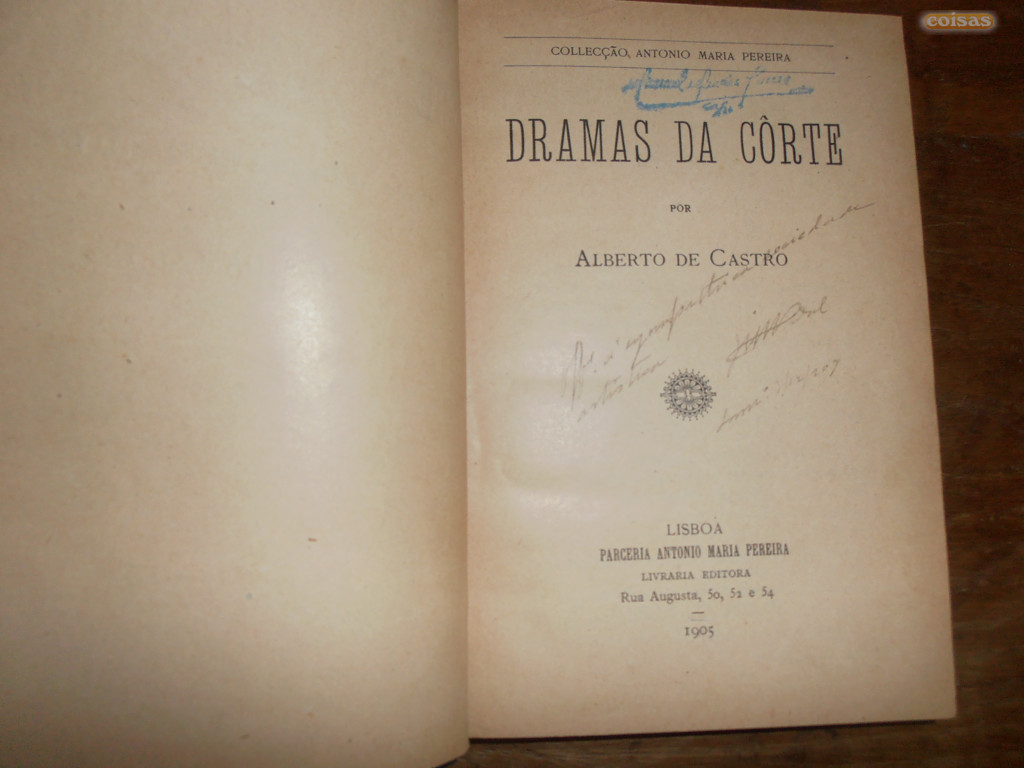 coisas
COLLECÇÃO, ANTONIO MARIA PEREIRA
DRAMAS DA CÔRTE
POR
ALBERTO DE CASTRO
sociedade
LISBOA
PARCERIA ANTONIO MARIA PEREIRA
LIVRARIA EDITORA
Rua Augusta, 50, 52 e 54
1905